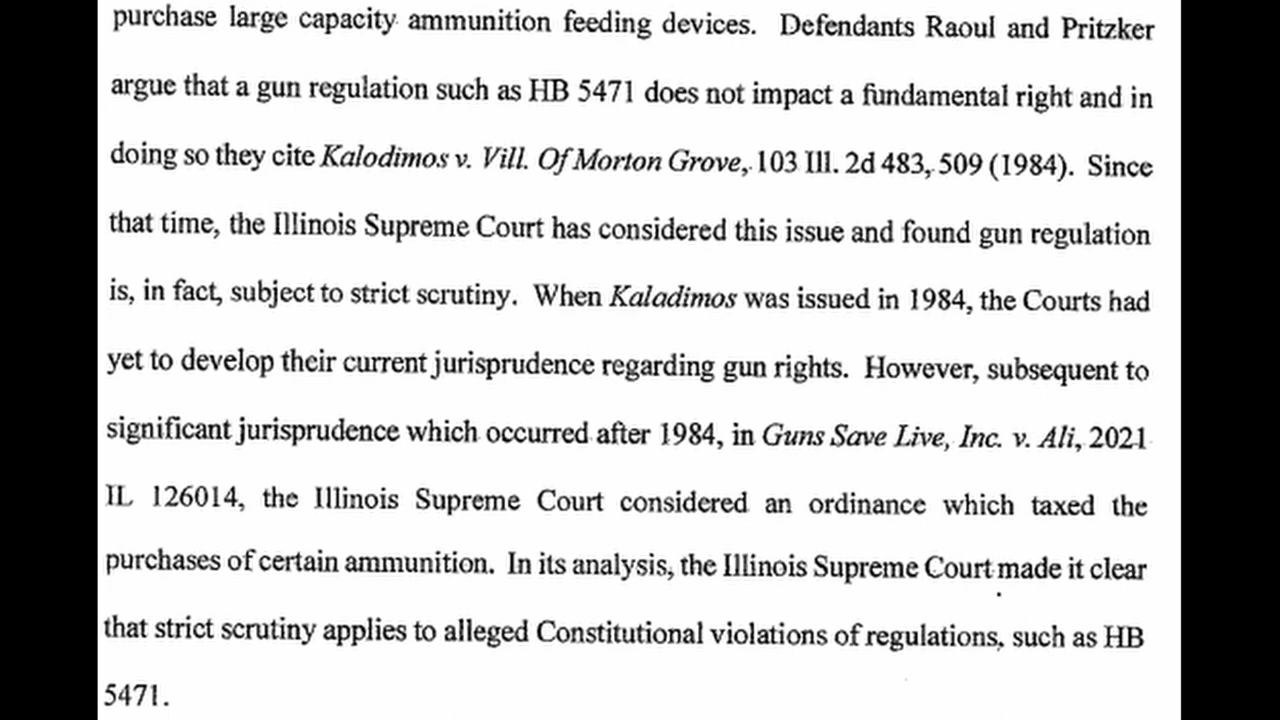 purchase large capacity ammunition feeding devices. Defendants Raoul and Pritzker
argue that a gun regulation such as HB 5471 does not impact a fundamental right and in
doing so they cite Kalodimos v. Vill. Of Morton Grove, 103 Ill. 2d 483, 509 (1984). Since
that time, the Illinois Supreme Court has considered this issue and found gun regulation
is, in fact, subject to strict scrutiny. When Kaladimos was issued in 1984, the Courts had
yet to develop their current jurisprudence regarding gun rights. However, subsequent to
significant jurisprudence which occurred after 1984, in Guns Save Live, Inc. v. Ali, 2021
IL 126014, the Illinois Supreme Court considered an ordinance which taxed the
purchases of certain ammunition. In its analysis, the Illinois Supreme Court made it clear
that strict scrutiny applies to alleged Constitutional violations of regulations, such as HB
5471.